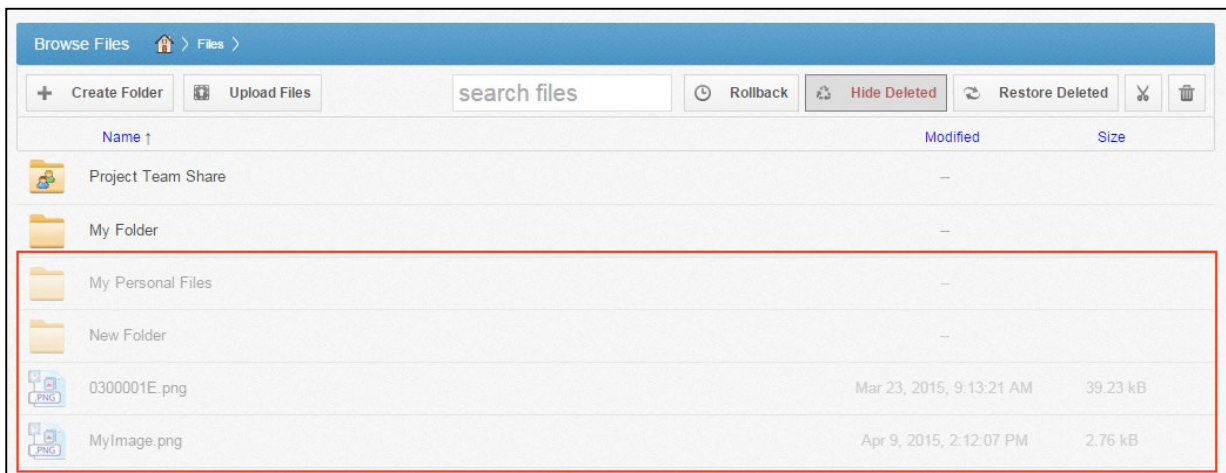 Browse Files Files
Create Folder Upload Files search files Rollback Hide Deleted Restore Deleted
Name ↑ Modified Size
Project Team Share –
My Folder –
My Personal Files –
New Folder –
PNG 0300001E.png Mar 23, 2015, 9:13:21 AM 39.23 kB
PNG MyImage.png Apr 9, 2015, 2:12:07 PM 2.76 kB